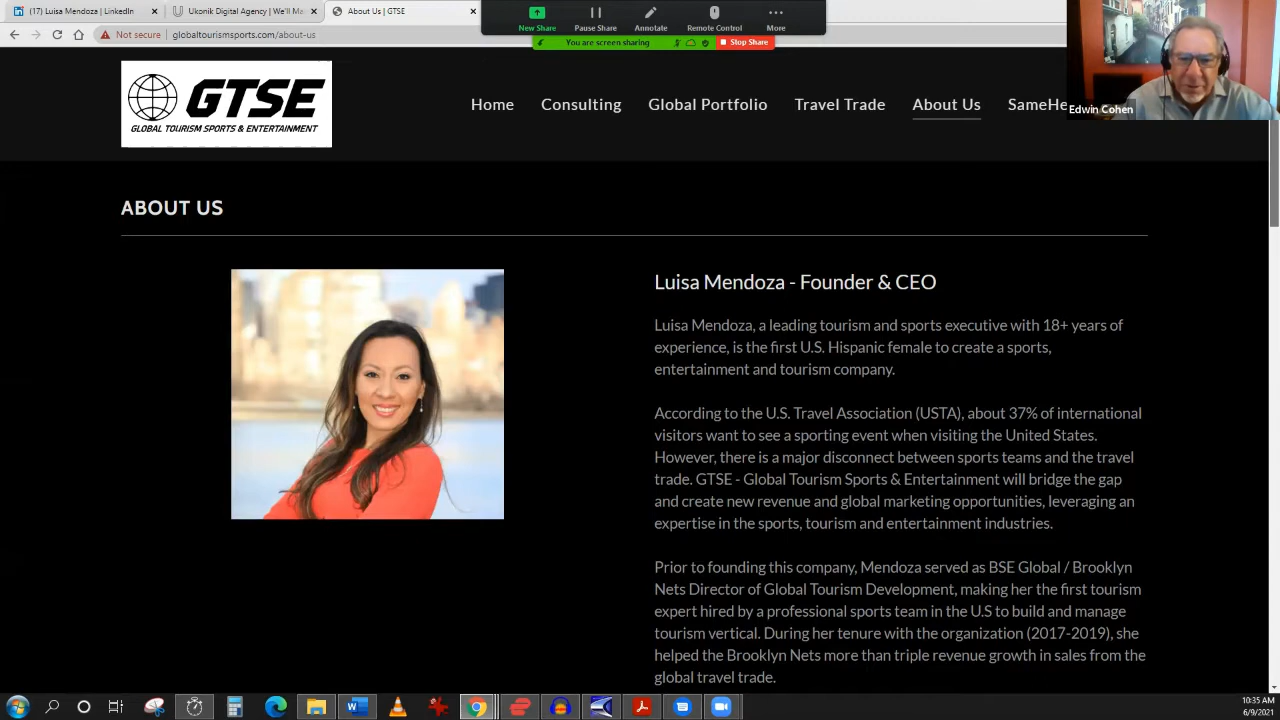 (17) Luisa Mendoza | LinkedIn
Ukonik Digital Agency | We'll Ma
About Us | GTSE
New Share
Pause Share
Annotate
Remote Control
More
You are screen sharing
Stop Share
Not secure
globaltourismsports.com/about-us
GTSE
GLOBAL TOURISM SPORTS & ENTERTAINMENT
Home
Consulting
Global Portfolio
Travel Trade
About Us
SameHe
Edwin Cohen
ABOUT US
Luisa Mendoza - Founder & CEO
Luisa Mendoza, a leading tourism and sports executive with 18+ years of
experience, is the first U.S. Hispanic female to create a sports,
entertainment and tourism company.
According to the U.S. Travel Association (USTA), about 37% of international
visitors want to see a sporting event when visiting the United States.
However, there is a major disconnect between sports teams and the travel
trade. GTSE - Global Tourism Sports & Entertainment will bridge the gap
and create new revenue and global marketing opportunities, leveraging an
expertise in the sports, tourism and entertainment industries.
Prior to founding this company, Mendoza served as BSE Global / Brooklyn
Nets Director of Global Tourism Development, making her the first tourism
expert hired by a professional sports team in the U.S to build and manage
tourism vertical. During her tenure with the organization (2017-2019), she
helped the Brooklyn Nets more than triple revenue growth in sales from the
global travel trade.
10:35 AM
6/9/2021